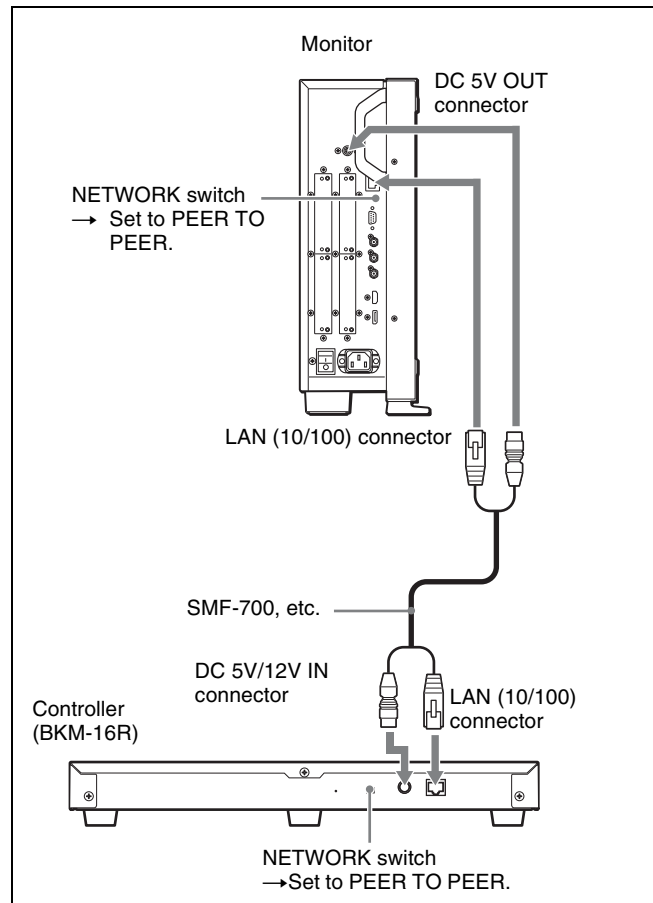 Monitor
DC 5V OUT
connector
NETWORK switch
→ Set to PEER TO
PEER.
LAN (10/100) connector
SMF-700, etc.
DC 5V/12V IN
connector
LAN (10/100)
connector
Controller
(BKM-16R)
NETWORK switch
→Set to PEER TO PEER.